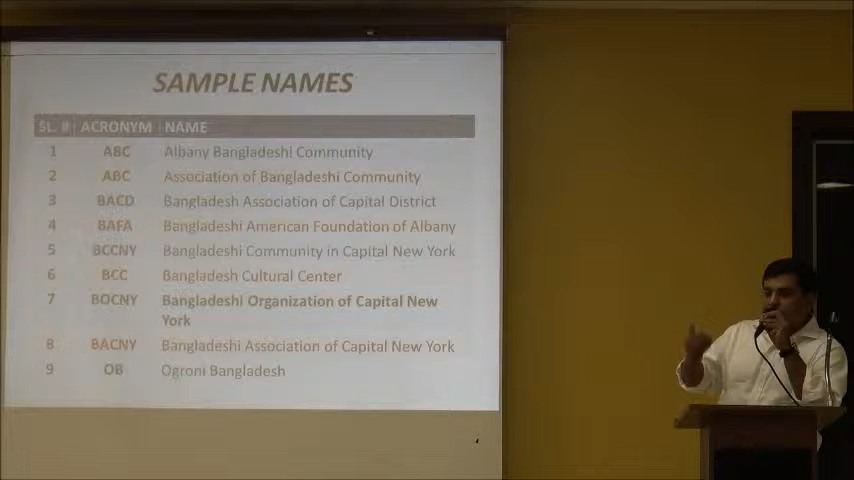 SAMPLE NAMES
SL. # ACRONYM NAME
1 ABC Albany Bangladeshi Community
2 ABC Association of Bangladeshi Community
3 BACD Bangladesh Association of Capital District
4 BAFA Bangladeshi American Foundation of Albany
5 BCCNY Bangladeshi Community in Capital New York
6 BCC Bangladesh Cultural Center
7 BOCNY Bangladeshi Organization of Capital New
York
8 BACNY Bangladeshi Association of Capital New York
9 OB Ogroni Bangladesh